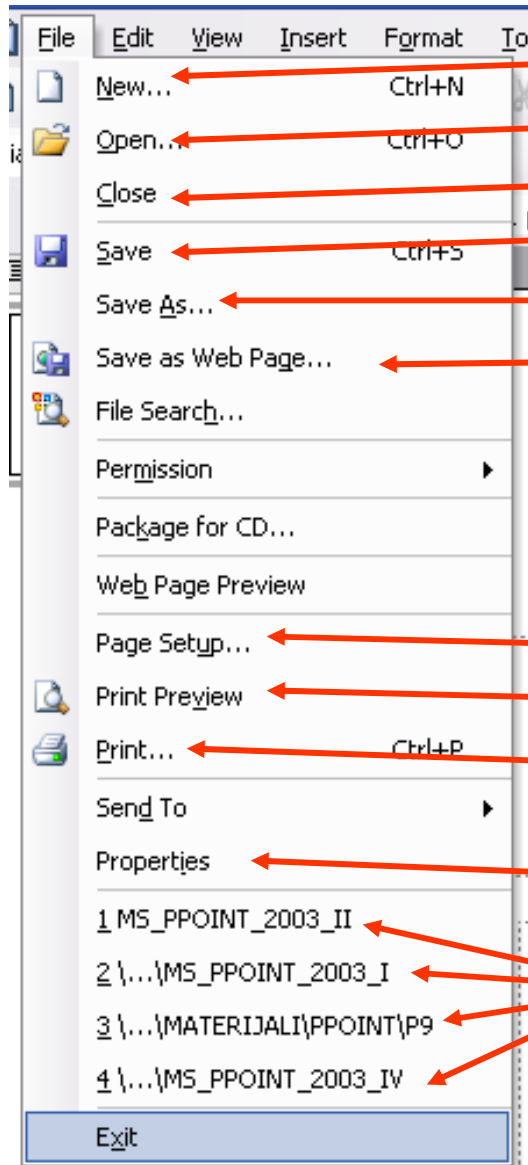 File Edit View Insert Format To
New... Ctrl+N
Open... Ctrl+O
Close
Save Ctrl+S
Save As...
Save as Web Page...
File Search...
Permission
Package for CD...
Web Page Preview
Page Setup...
Print Preview
Print... Ctrl+P
Send To
Properties
1 MS_PPOINT_2003_II
2 \...\MS_PPOINT_2003_I
3 \...\MATERIJALI\PPOINT\P9
4 \...\MS_PPOINT_2003_IV
Exit